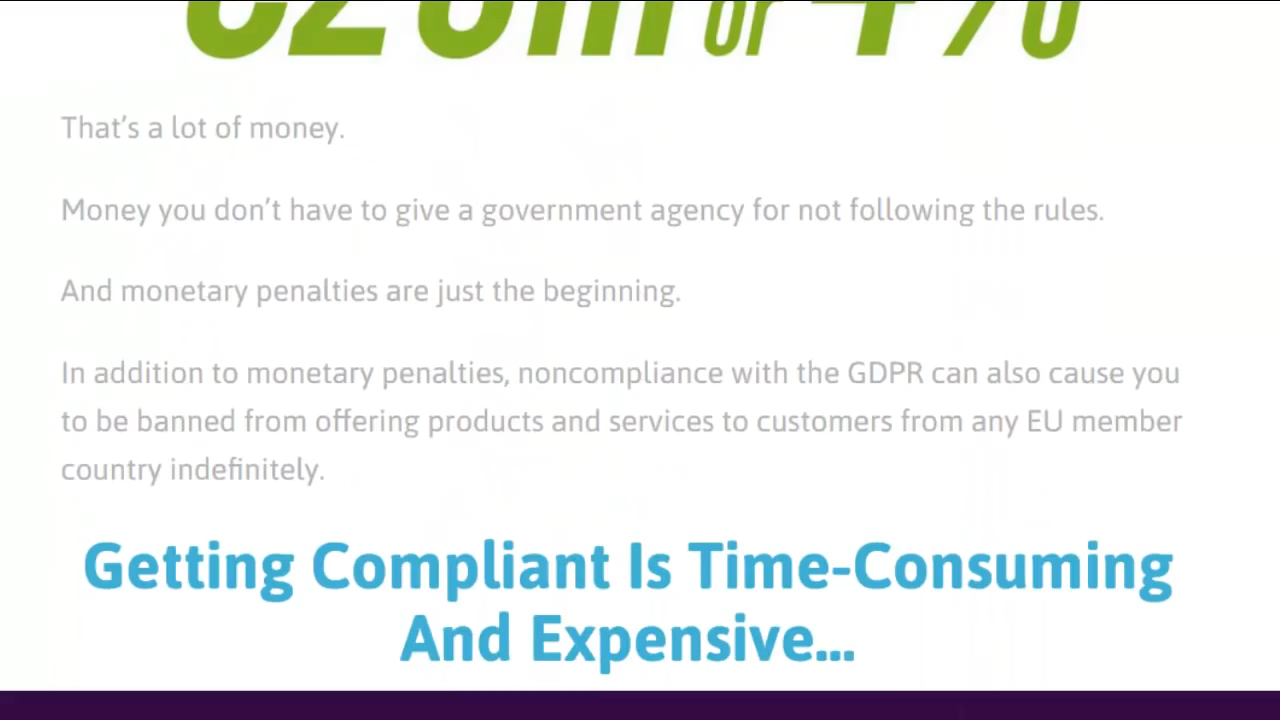 or 4%
That’s a lot of money.
Money you don’t have to give a government agency for not following the rules.
And monetary penalties are just the beginning.
In addition to monetary penalties, noncompliance with the GDPR can also cause you
to be banned from offering products and services to customers from any EU member
country indefinitely.
Getting Compliant Is Time-Consuming
And Expensive...